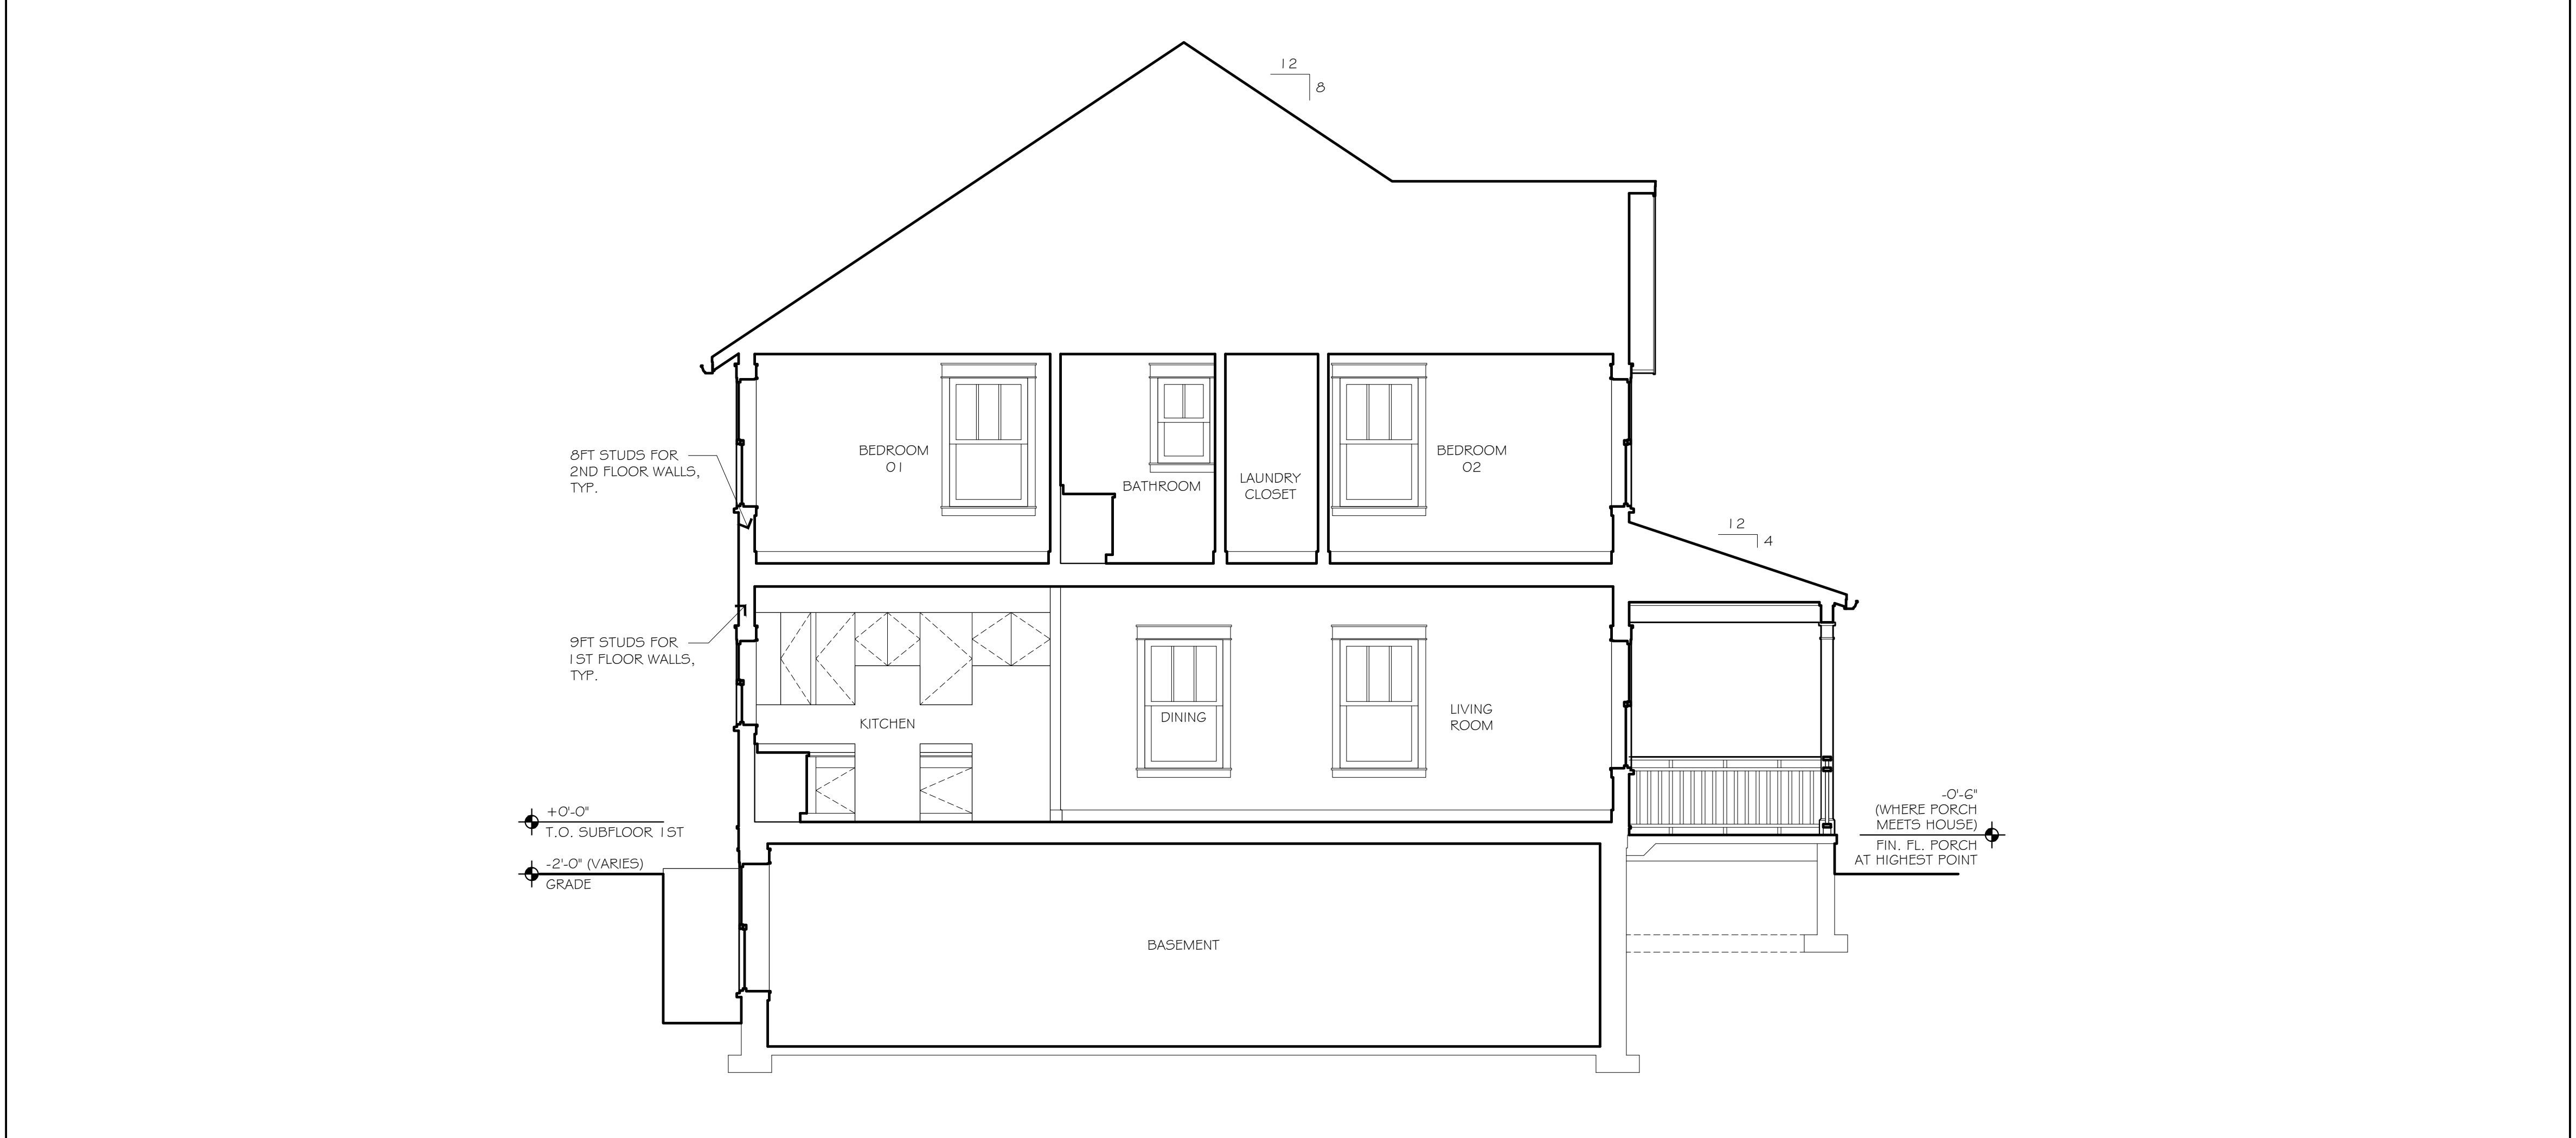 12
8
8FT STUDS FOR
2ND FLOOR WALLS,
TYP.
BEDROOM
01
BATHROOM
LAUNDRY
CLOSET
BEDROOM
02
12
4
9FT STUDS FOR
1ST FLOOR WALLS,
TYP.
KITCHEN
DINING
LIVING
ROOM
+0'-0"
T.O. SUBFLOOR 1ST
-2'-0" (VARIES)
GRADE
-0'-6"
(WHERE PORCH
MEETS HOUSE)
FIN. FL. PORCH
AT HIGHEST POINT
BASEMENT